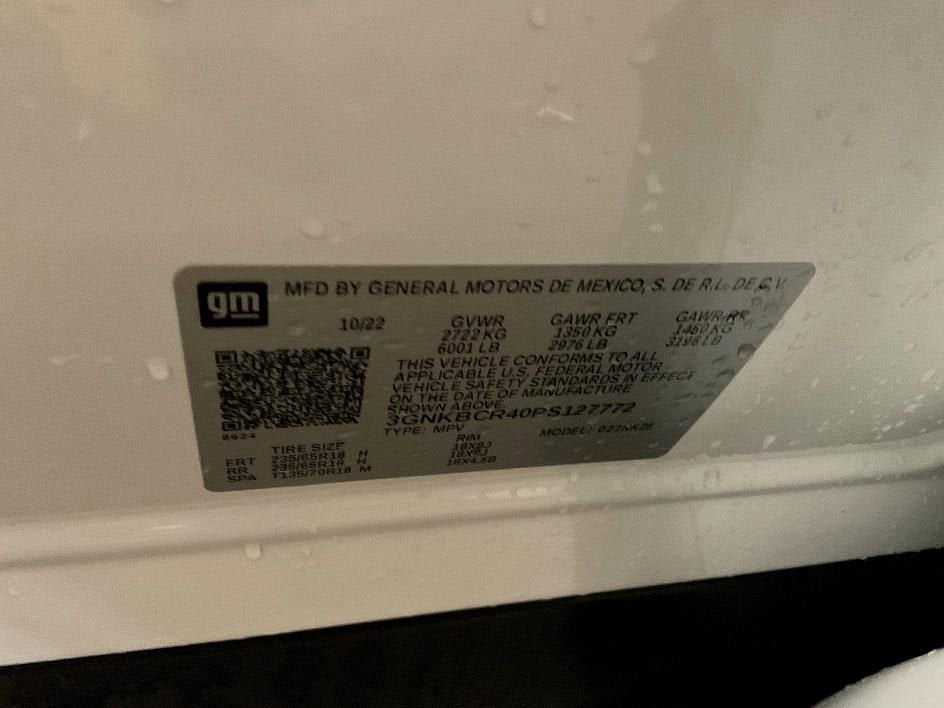 gm MFD BY GENERAL MOTORS DE MEXICO, S. DE R.L. DE C.V.
10/22 GVWR GAWR FRT GAWR RR
2722 KG 1350 KG 1460 KG
6001 LB 2976 LB 3196 LB
THIS VEHICLE CONFORMS TO ALL
APPLICABLE U.S. FEDERAL MOTOR
VEHICLE SAFETY STANDARDS IN EFFECT
ON THE DATE OF MANUFACTURE
SHOWN ABOVE.
3GNKBCR40PS127772
TYPE: MPV MODEL:
8624
TIRE SIZE RIM
FRT 235/65R18 H 18X8J
RR 235/65R18 H 18X8J
SPA T135/70R18 M 18X4.5B